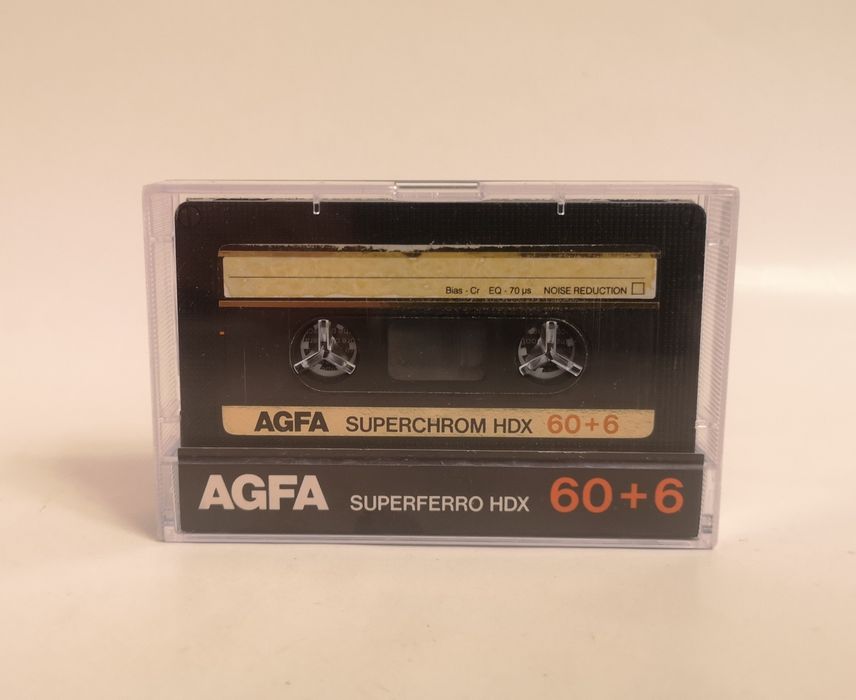 Bias - Cr EQ - 70 µs NOISE REDUCTION
AGFA SUPERCHROM HDX 60+6
AGFA SUPERFERRO HDX 60+6